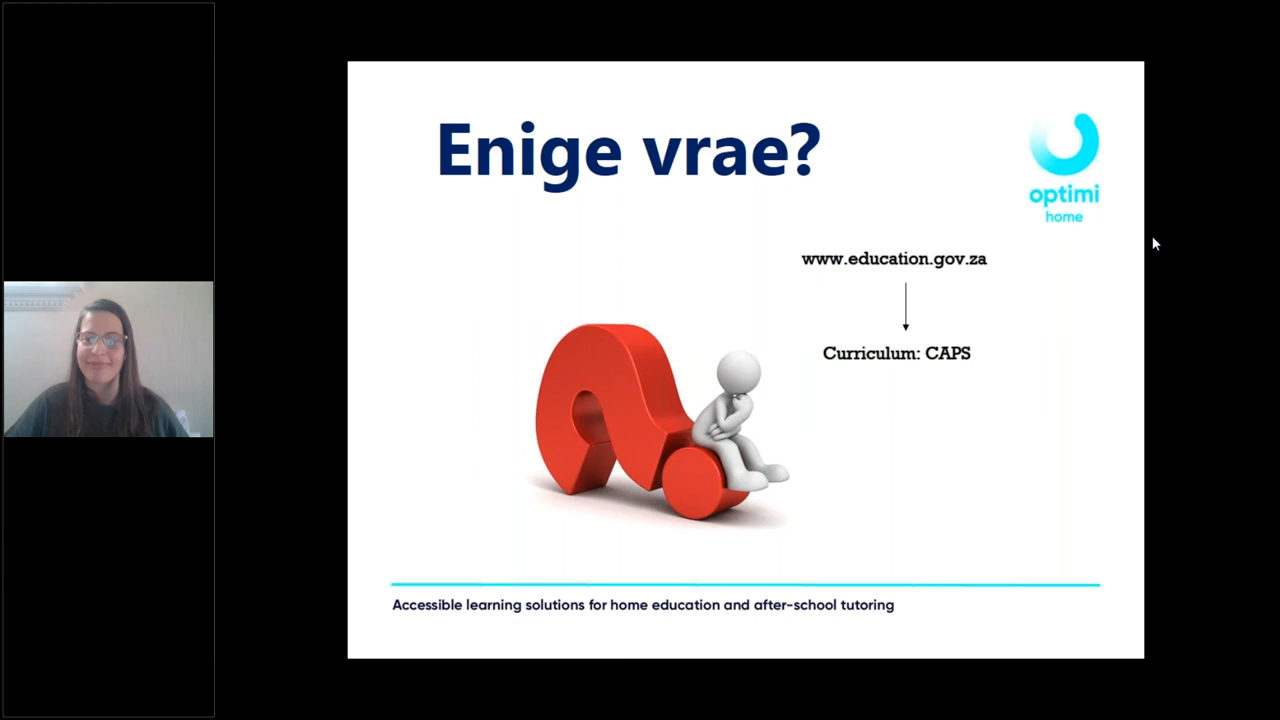 Enige vrae?
optimi
home
www.education.gov.za
Curriculum: CAPS
Accessible learning solutions for home education and after-school tutoring